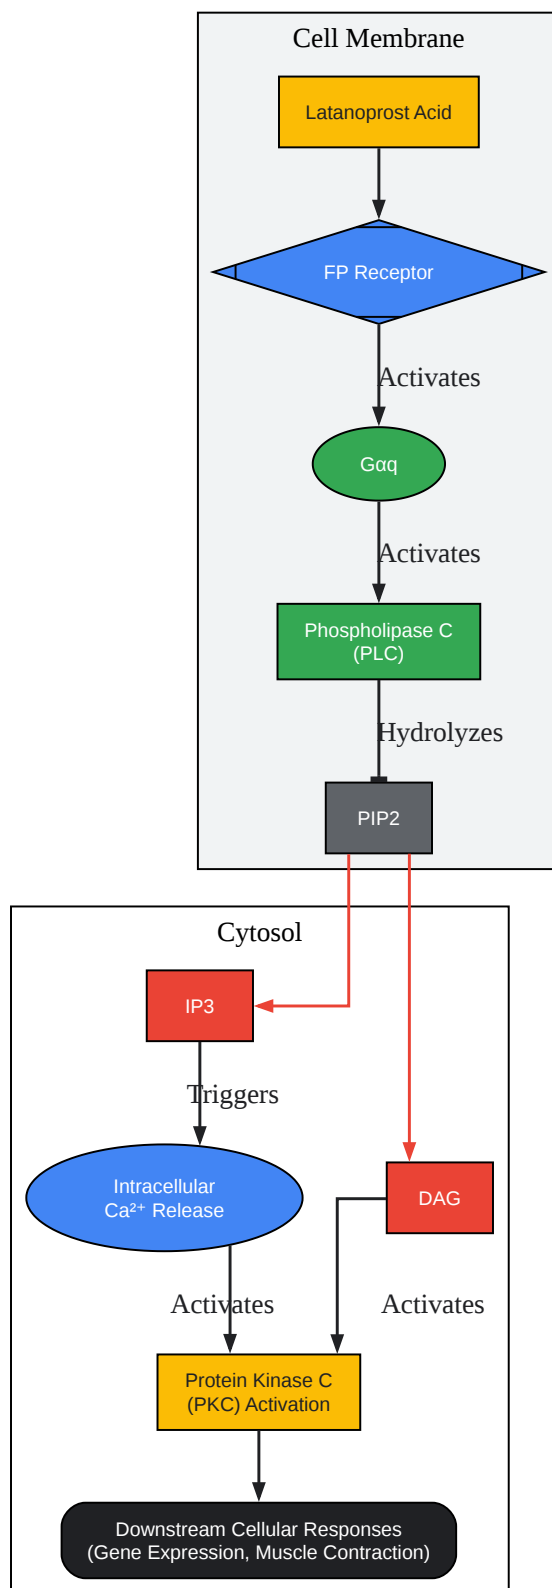 Cell Membrane
Latanoprost Acid
FP Receptor
Activates
Gαq
Activates
Phospholipase C
(PLC)
Hydrolyzes
PIP2
Cytosol
IP3
Triggers
Intracellular
Ca²⁺ Release
DAG
Activates
Activates
Protein Kinase C
(PKC) Activation
Downstream Cellular Responses
(Gene Expression, Muscle Contraction)